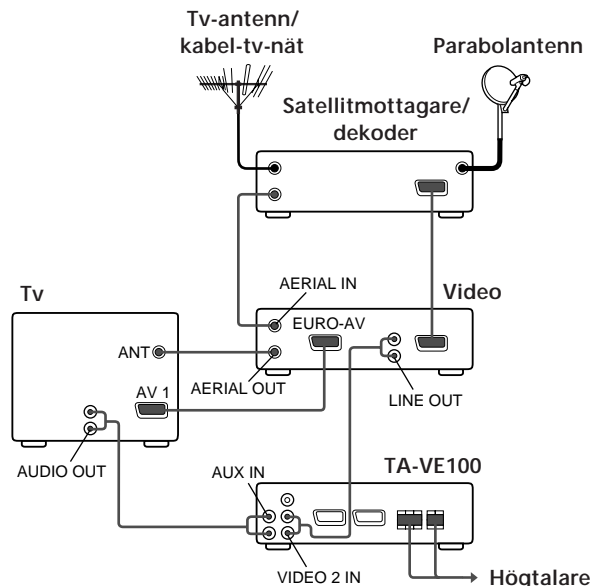 Tv-antenn/
kabel-tv-nät
Parabolantenn
Satellitmottagare/
dekoder
AERIAL IN
Tv
Video
EURO-AV
ANT
AERIAL OUT
LINE OUT
AV 1
AUDIO OUT
AUX IN
TA-VE100
VIDEO 2 IN
Högtalare